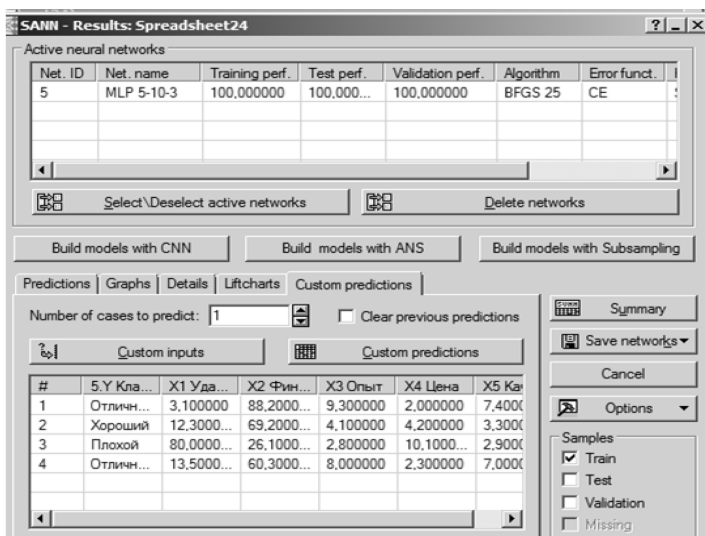 SANN - Results: Spreadsheet24
Active neural networks
Net. ID Net. name Training perf. Test perf. Validation perf. Algorithm Error funct.
5 MLP 5-10-3 100,000000 100,000... 100,000000 BFGS 25 CE
Select\Deselect active networks Delete networks
Build models with CNN Build models with ANS Build models with Subsampling
Predictions Graphs Details Liftcharts Custom predictions
Number of cases to predict: 1 Clear previous predictions
Custom inputs Custom predictions
# 5.Y Кла... X1 Уда... X2 Фин... X3 Опыт X4 Цена X5 Ка
1 Отличн... 3,100000 88,2000... 9,300000 2,000000 7,4000
2 Хороший 12,3000... 69,2000... 4,100000 4,200000 3,3000
3 Плохой 80,0000... 26,1000... 2,800000 10,1000... 2,9000
4 Отличн... 13,5000... 60,3000... 8,000000 2,300000 7,0000
Summary
Save networks
Cancel
Options
Samples
Train
Test
Validation
Missing